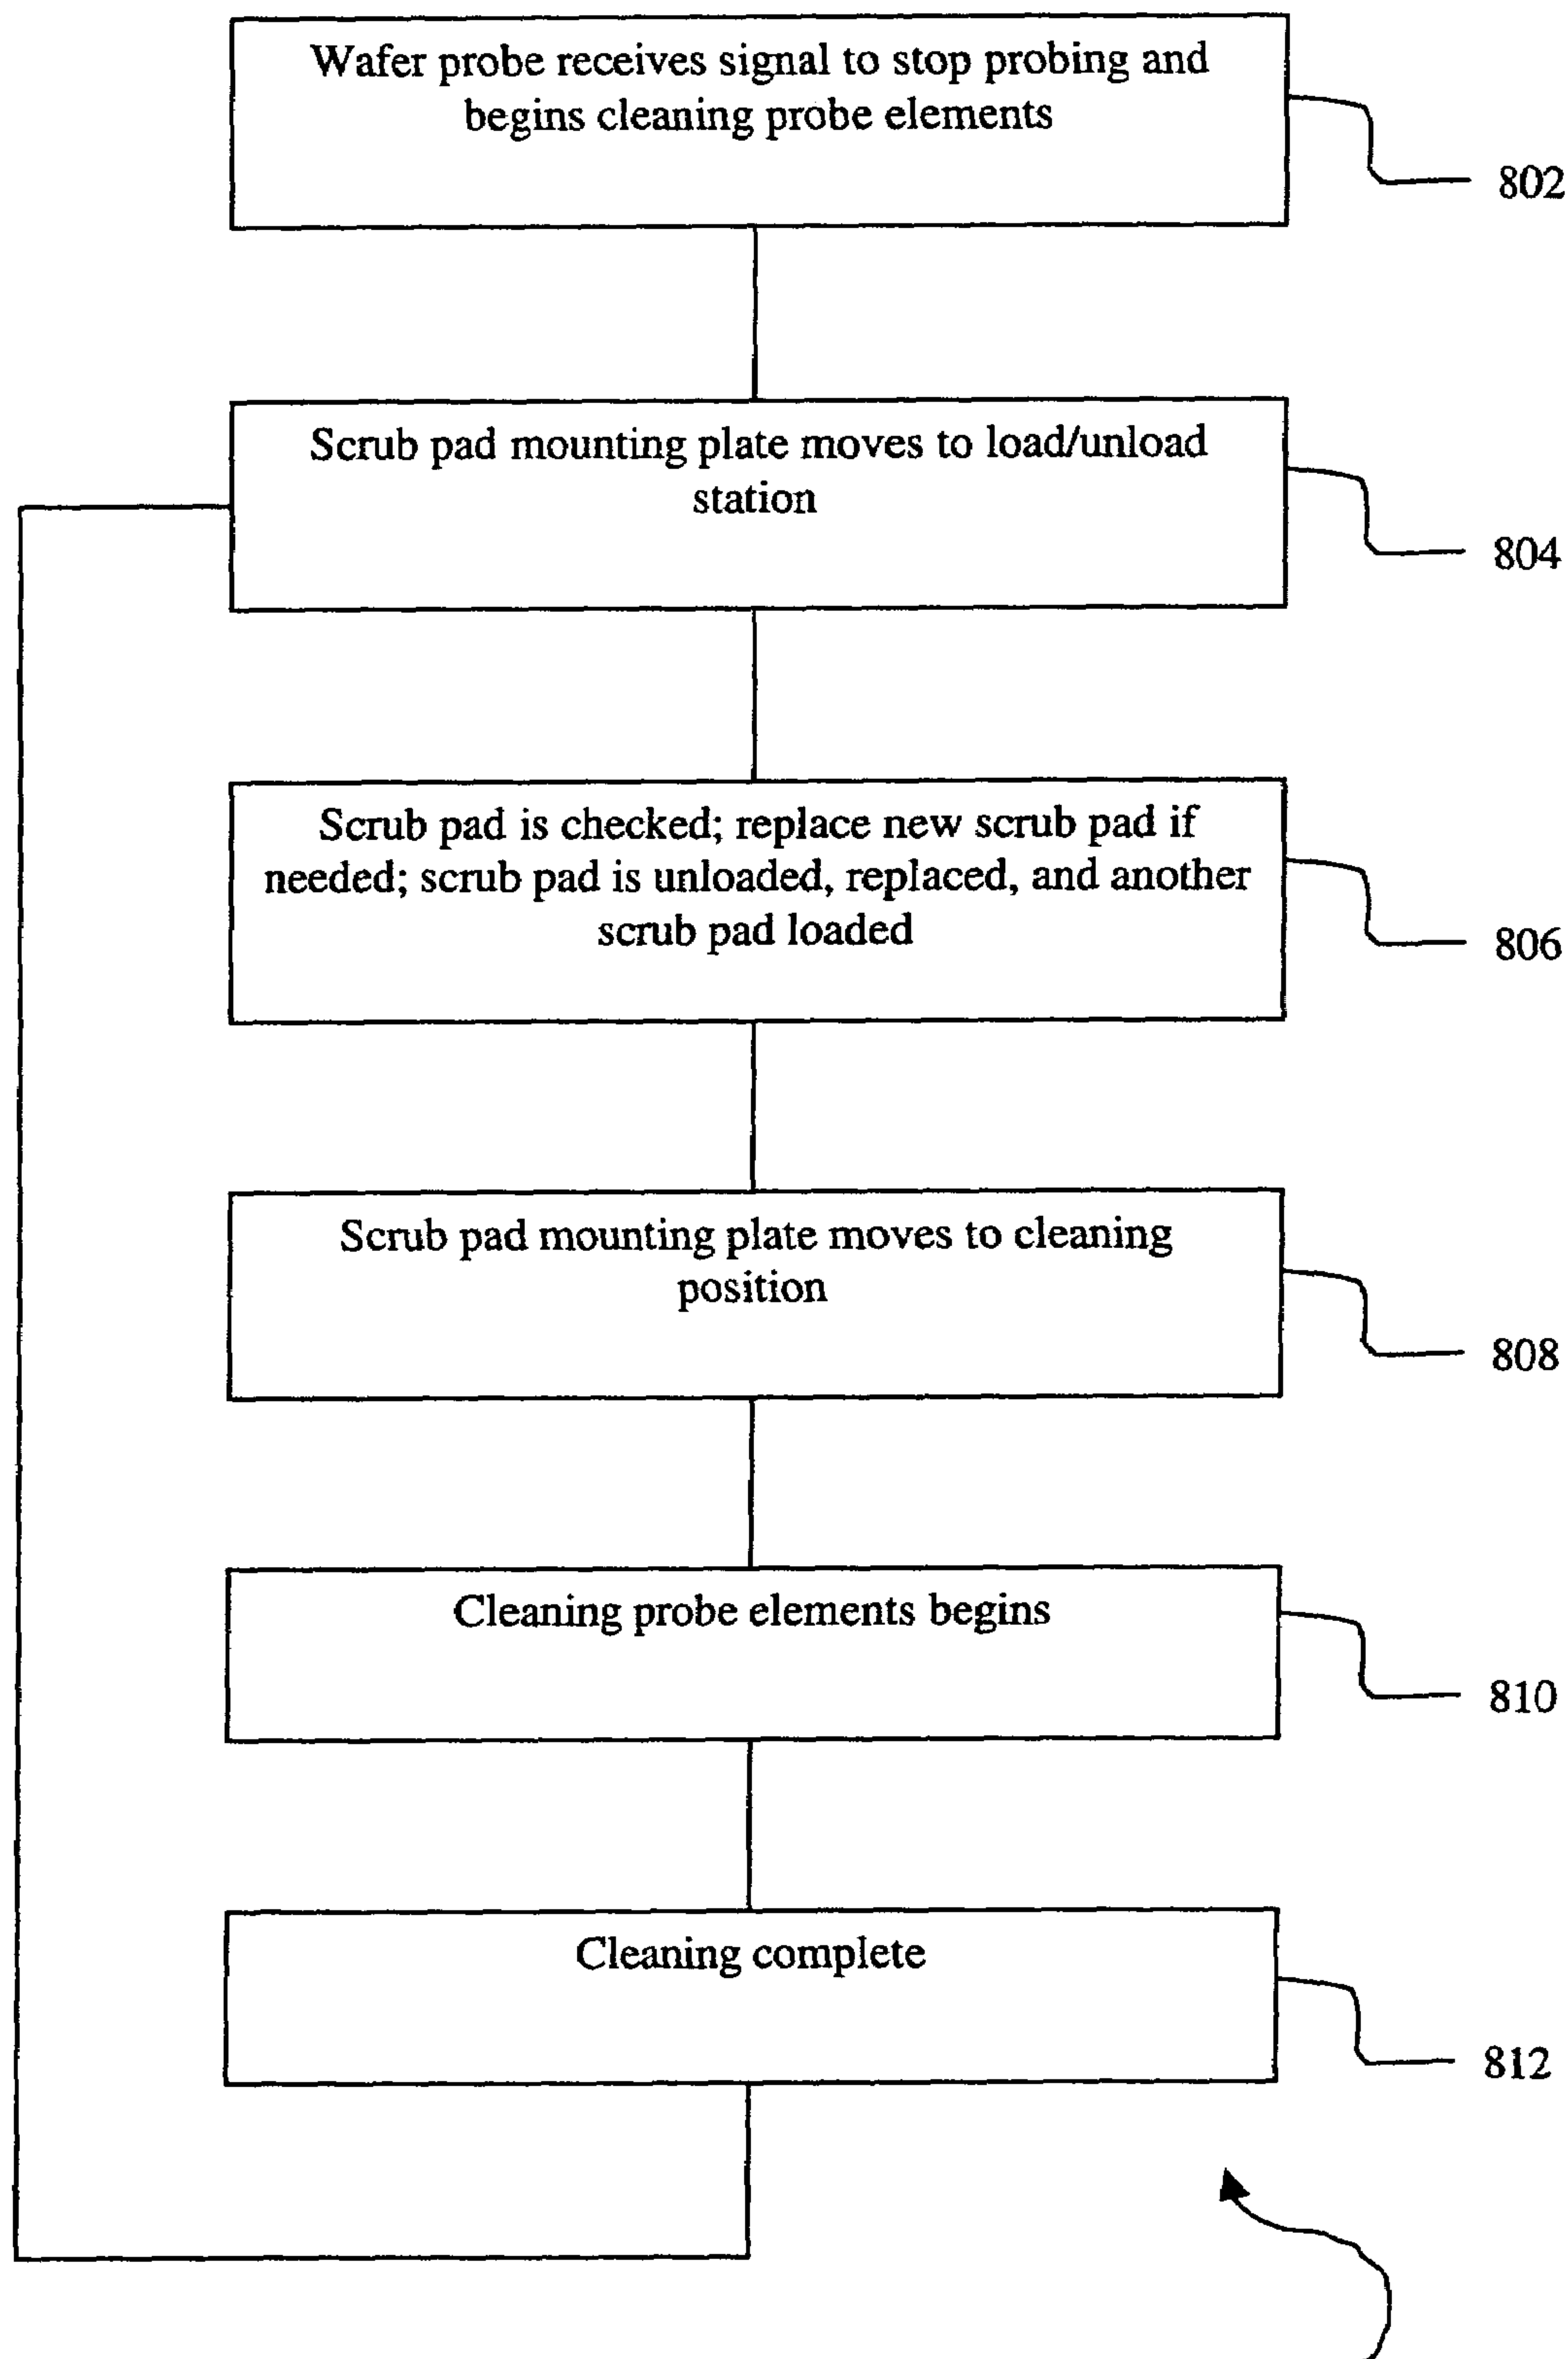 Wafer probe receives signal to stop probing and
begins cleaning probe elements
802
Scrub pad mounting plate moves to load/unload
station
804
Scrub pad is checked; replace new scrub pad if
needed; scrub pad is unloaded, replaced, and another
scrub pad loaded
806
Scrub pad mounting plate moves to cleaning
position
808
Cleaning probe elements begins
810
Cleaning complete
812